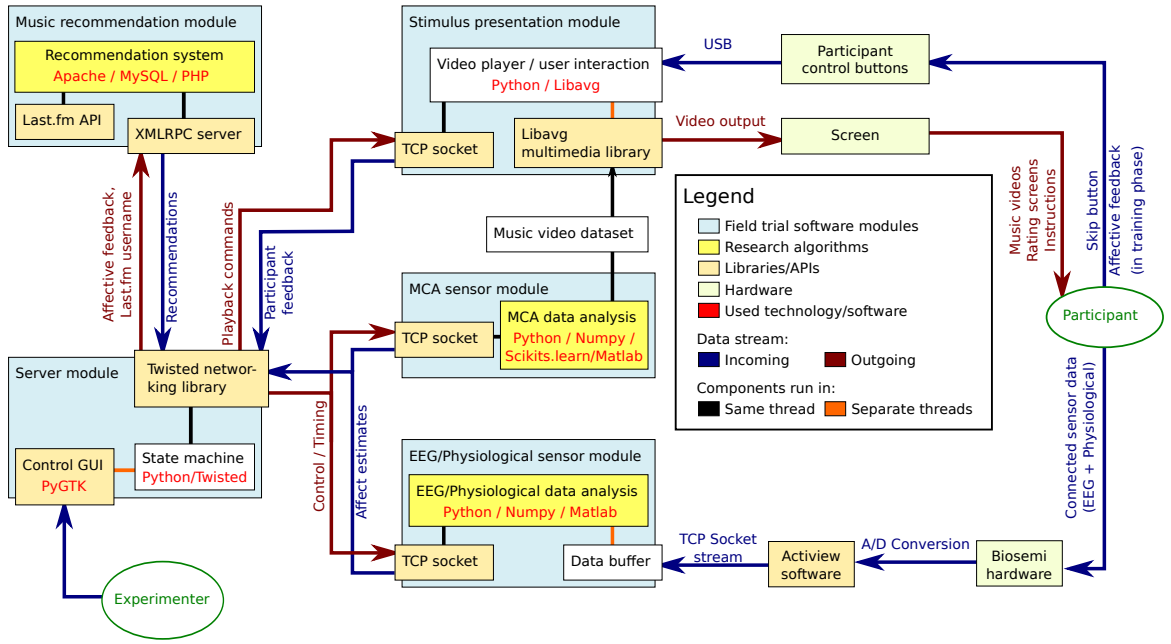 Music recommendation module
Recommendation system
Apache / MySQL / PHP
Last.fm API
XMLRPC server
Affective feedback,
Last.fm username
Recommendations
Playback commands
Participant
feedback
Server module
Twisted networ-
king library
State machine
Python/Twisted
Control GUI
PyGTK
Experimenter
Control / Timing
Affect estimates
Stimulus presentation module
Video player / user interaction
Python / Libavg
TCP socket
Libavg
multimedia library
Music video dataset
MCA sensor module
TCP socket
MCA data analysis
Python / Numpy /
Scikits.learn/Matlab
EEG/Physiological sensor module
EEG/Physiological data analysis
Python / Numpy / Matlab
TCP socket
Data buffer
USB
Participant
control buttons
Video output
Screen
Legend
Field trial software modules
Research algorithms
Libraries/APIs
Hardware
Used technology/software
Data stream:
Incoming
Outgoing
Components run in:
Same thread
Separate threads
Music videos
Rating screens
Instructions
Skip button
Affective feedback
(in training phase)
Participant
Connected sensor data
(EEG + Physiological)
TCP Socket
stream
Actiview
software
A/D Conversion
Biosemi
hardware